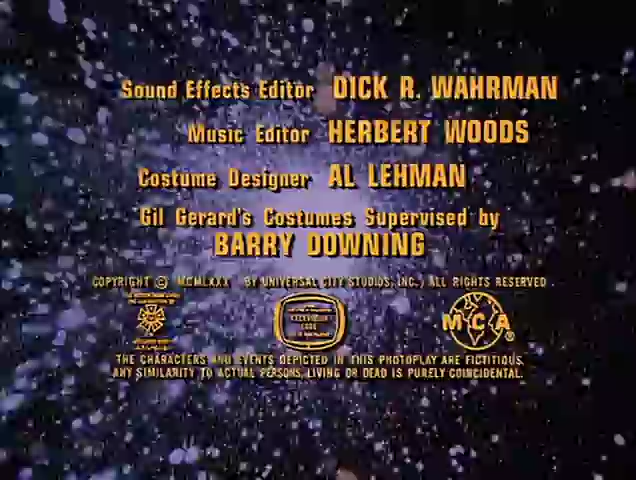 Sound Effects Editor DICK R. WAHRMAN
Music Editor HERBERT WOODS
Costume Designer AL LEHMAN
Gil Gerard's Costumes Supervised by
BARRY DOWNING
COPYRIGHT © MCMLXXX BY UNIVERSAL CITY STUDIOS, INC., ALL RIGHTS RESERVED
MCA ®
THE CHARACTERS AND EVENTS DEPICTED IN THIS PHOTOPLAY ARE FICTITIOUS.
ANY SIMILARITY TO ACTUAL PERSONS, LIVING OR DEAD IS PURELY COINCIDENTAL.